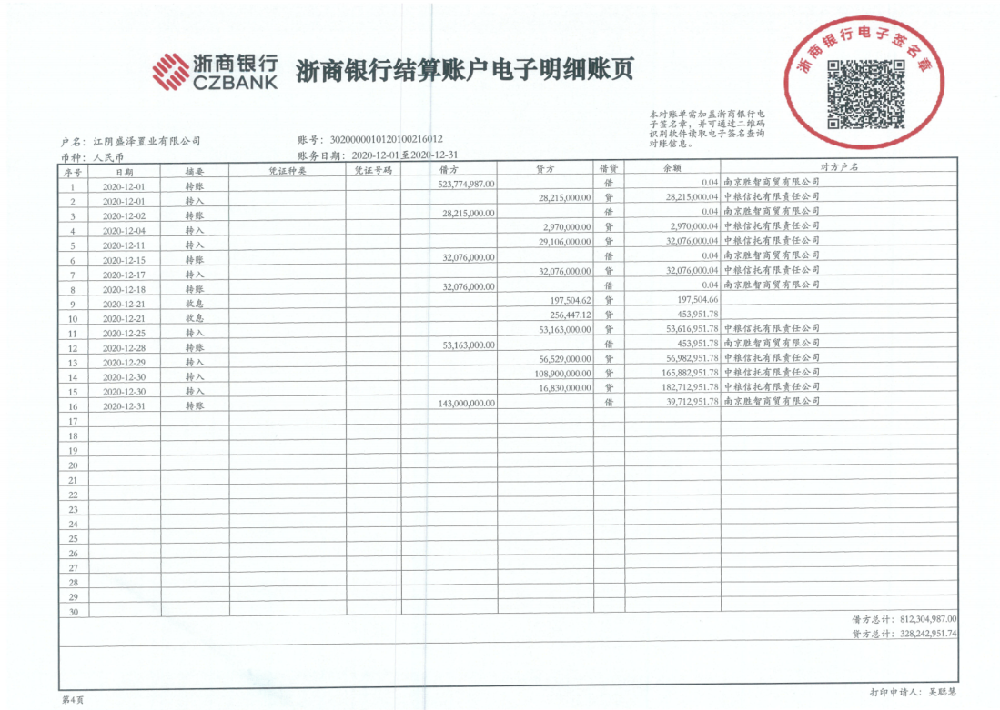 浙商银行电子签名章
浙商银行
CZBANK
浙商银行结算账户电子明细账页
本对账单需加盖浙商银行电
子签名章,并可通过二维码
识别软件读取电子签名查询
对账信息。
户名:江阴盛泽置业有限公司 账号:3020000010120100216012
币种:人民币 账务日期:2020-12-01至2020-12-31
序号 日期 摘要 凭证种类 凭证号码 借方 贷方 借贷 余额 对方户名
1 2020-12-01 转账 523,774,987.00 借 0.04 南京胜智商贸有限公司
2 2020-12-01 转入 28,215,000.00 贷 28,215,000.04 中粮信托有限责任公司
3 2020-12-02 转账 28,215,000.00 借 0.04 南京胜智商贸有限公司
4 2020-12-04 转入 2,970,000.00 贷 2,970,000.04 中粮信托有限责任公司
5 2020-12-11 转入 29,106,000.00 贷 32,076,000.04 中粮信托有限责任公司
6 2020-12-15 转账 32,076,000.00 借 0.04 南京胜智商贸有限公司
7 2020-12-17 转入 32,076,000.00 贷 32,076,000.04 中粮信托有限责任公司
8 2020-12-18 转账 32,076,000.00 借 0.04 南京胜智商贸有限公司
9 2020-12-21 收息 197,504.62 贷 197,504.66
10 2020-12-21 收息 256,447.12 贷 453,951.78
11 2020-12-25 转入 53,163,000.00 贷 53,616,951.78 中粮信托有限责任公司
12 2020-12-28 转账 53,163,000.00 借 453,951.78 南京胜智商贸有限公司
13 2020-12-29 转入 56,529,000.00 贷 56,982,951.78 中粮信托有限责任公司
14 2020-12-30 转入 108,900,000.00 贷 165,882,951.78 中粮信托有限责任公司
15 2020-12-30 转入 16,830,000.00 贷 182,712,951.78 中粮信托有限责任公司
16 2020-12-31 转账 143,000,000.00 借 39,712,951.78 南京胜智商贸有限公司
17
18
19
20
21
22
23
24
25
26
27
28
29
30
借方总计:812,304,987.00
贷方总计:328,242,951.74
第4页 打印申请人:吴聪慧